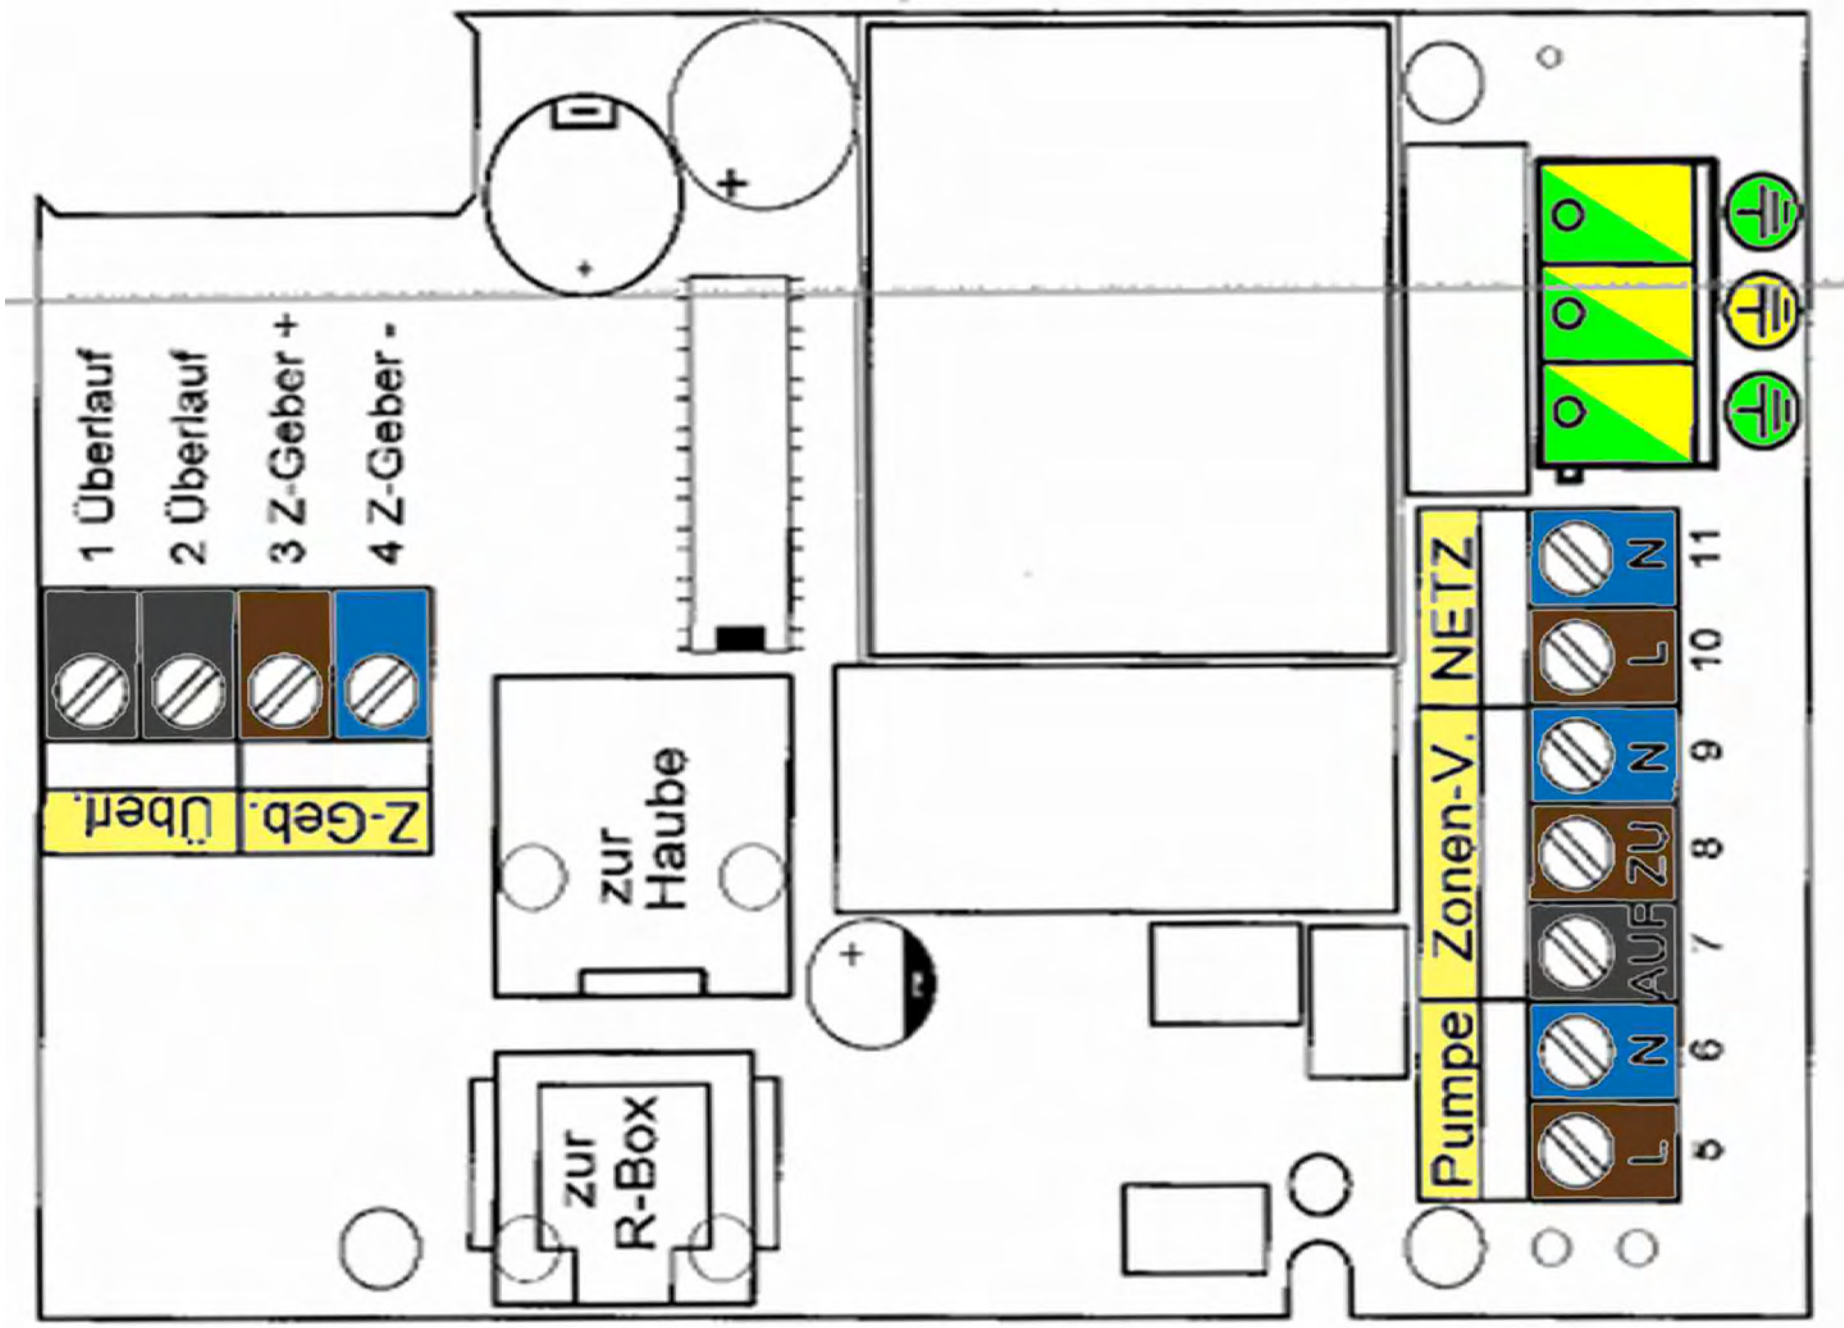 1 Überlauf
2 Überlauf
3 Z-Geber +
4 Z-Geber -
Überl.
Z-Geb.
-
+
+
+
zur
Haube
zur
R-Box
NETZ
Zonen-V.
Pumpe
N 11
L 10
N 9
ZU 8
AUF 7
N 6
L 5